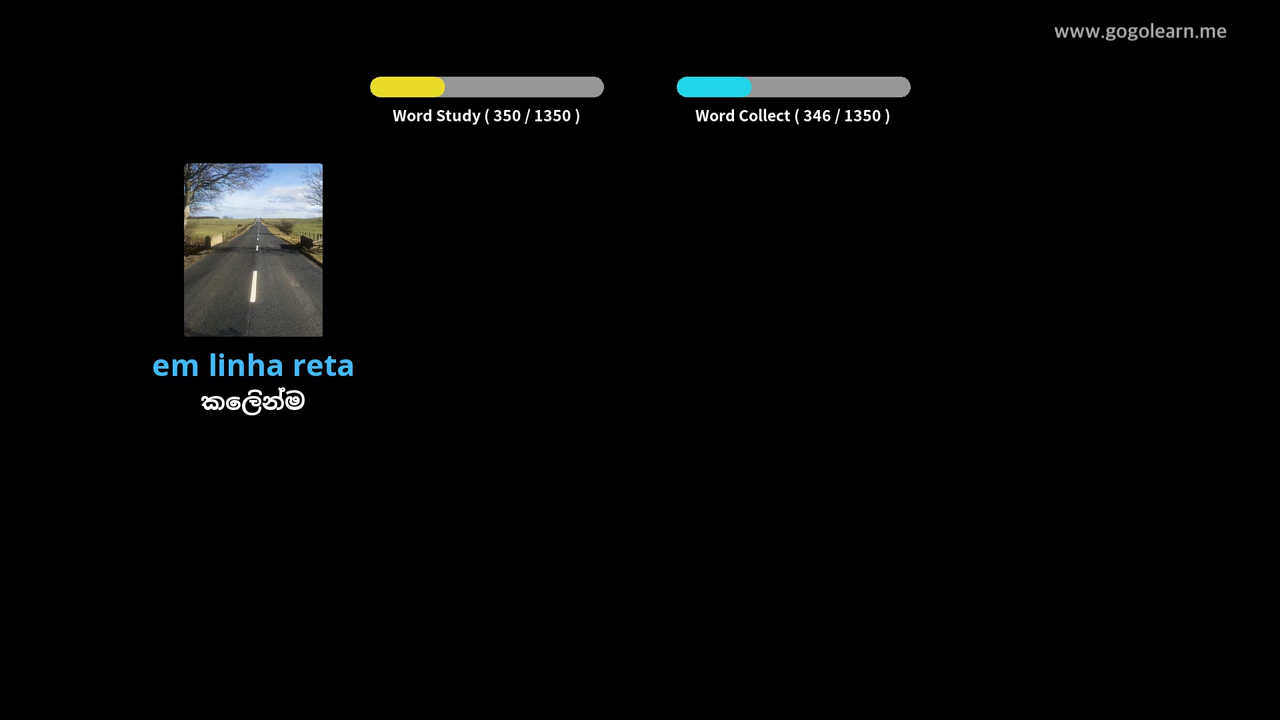 www.gogolearn.me
Word Study ( 350 / 1350 )
Word Collect ( 346 / 1350 )
em linha reta
කෙලින්ම